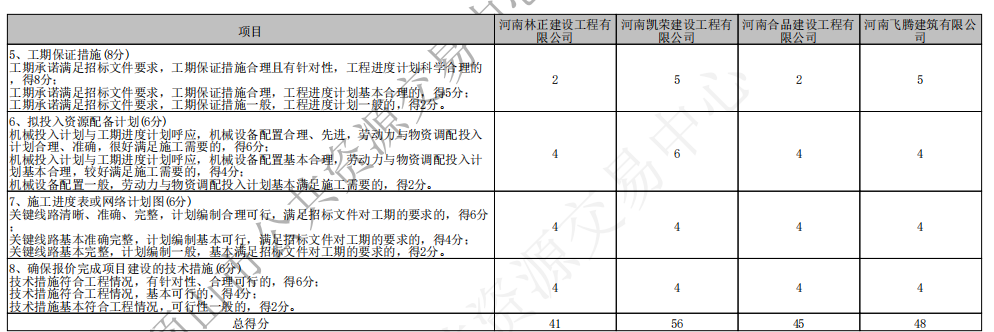 项目 河南林正建设工程有限公司 河南凯荣建设工程有限公司 河南合品建设工程有限公司 河南飞腾建筑有限公司
5、工期保证措施(8分)
工期承诺满足招标文件要求，工期保证措施合理且有针对性，工程进度计划科学合理的
，得8分；
工期承诺满足招标文件要求，工期保证措施合理，工程进度计划基本合理的，得5分；
工期承诺满足招标文件要求，工期保证措施一般，工程进度计划一般的，得2分。
2 5 2 5
6、拟投入资源配备计划(6分)
机械投入计划与工期进度计划呼应，机械设备配置合理、先进，劳动力与物资调配投入
计划合理、准确，很好满足施工需要的，得6分；
机械投入计划与工期进度计划呼应，机械设备配置基本合理，劳动力与物资调配投入计
划基本合理，较好满足施工需要的，得4分；
机械设备配置一般，劳动力与物资调配投入计划基本满足施工需要的，得2分。
4 6 4 4
7、施工进度表或网络计划图(6分)
关键线路清晰、准确、完整，计划编制合理可行，满足招标文件对工期的要求的，得6分
；
关键线路基本准确完整，计划编制基本可行，满足招标文件对工期的要求的，得4分；
关键线路基本完整，计划编制一般，基本满足招标文件对工期的要求的，得2分。
4 4 4 4
8、确保报价完成项目建设的技术措施(6分)
技术措施符合工程情况，有针对性、合理可行的，得6分；
技术措施符合工程情况，基本可行的，得4分；
技术措施基本符合工程情况，可行性一般的，得2分。
4 4 4 4
总得分 41 56 45 48
顶山市公共资源交易中心
资源交易中心